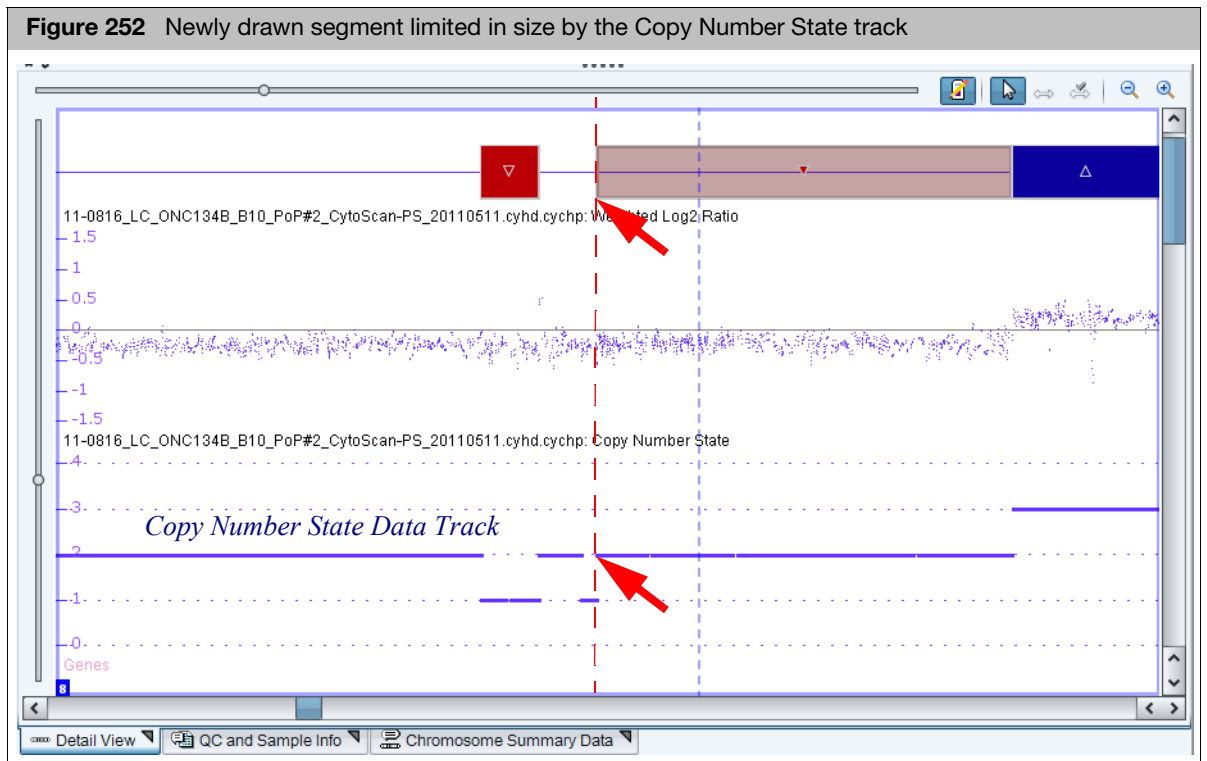 Figure 252 Newly drawn segment limited in size by the Copy Number State track
11-0816_LC_ONC134B_B10_PoP#2_CytoScan-PS_20110511.cyhd.cychp: Weighted Log2 Ratio
1.5
1
0.5
0
-0.5
-1
-1.5
11-0816_LC_ONC134B_B10_PoP#2_CytoScan-PS_20110511.cyhd.cychp: Copy Number State
4
3
Copy Number State Data Track
2
1
0
Genes
8
Detail View QC and Sample Info Chromosome Summary Data